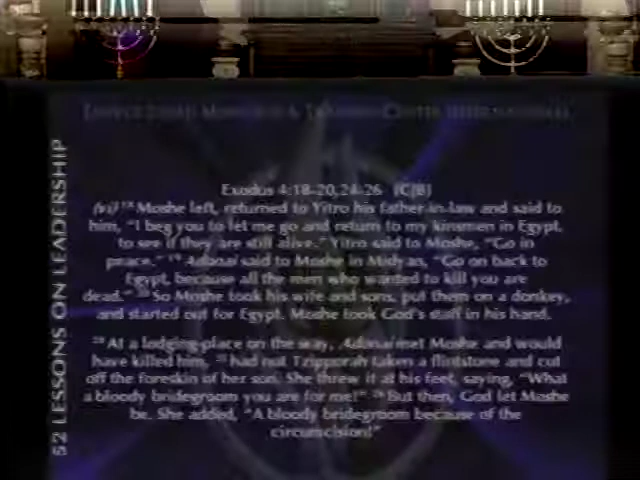 52 LESSONS ON LEADERSHIP
Exodus 4:18-20, 24-26 (CJB)
(vi) 18 Moshe left, returned to Yitro his father-in-law and said to
him, “I beg you to let me go and return to my kinsmen in Egypt,
to see if they are still alive.” Yitro said to Moshe, “Go in
peace.” 19 Adonai said to Moshe in Midyan, “Go on back to
Egypt, because all the men who wanted to kill you are
dead.” 20 So Moshe took his wife and sons, put them on a donkey,
and started out for Egypt. Moshe took God's staff in his hand.
24 At a lodging-place on the way, Adonai met Moshe and would
have killed him, 25 had not Tzipporah taken a flintstone and cut
off the foreskin of her son. She threw it at his feet, saying, “What
a bloody bridegroom you are for me!” 26 But then, God let Moshe
be. She added, “A bloody bridegroom because of the
circumcision!”